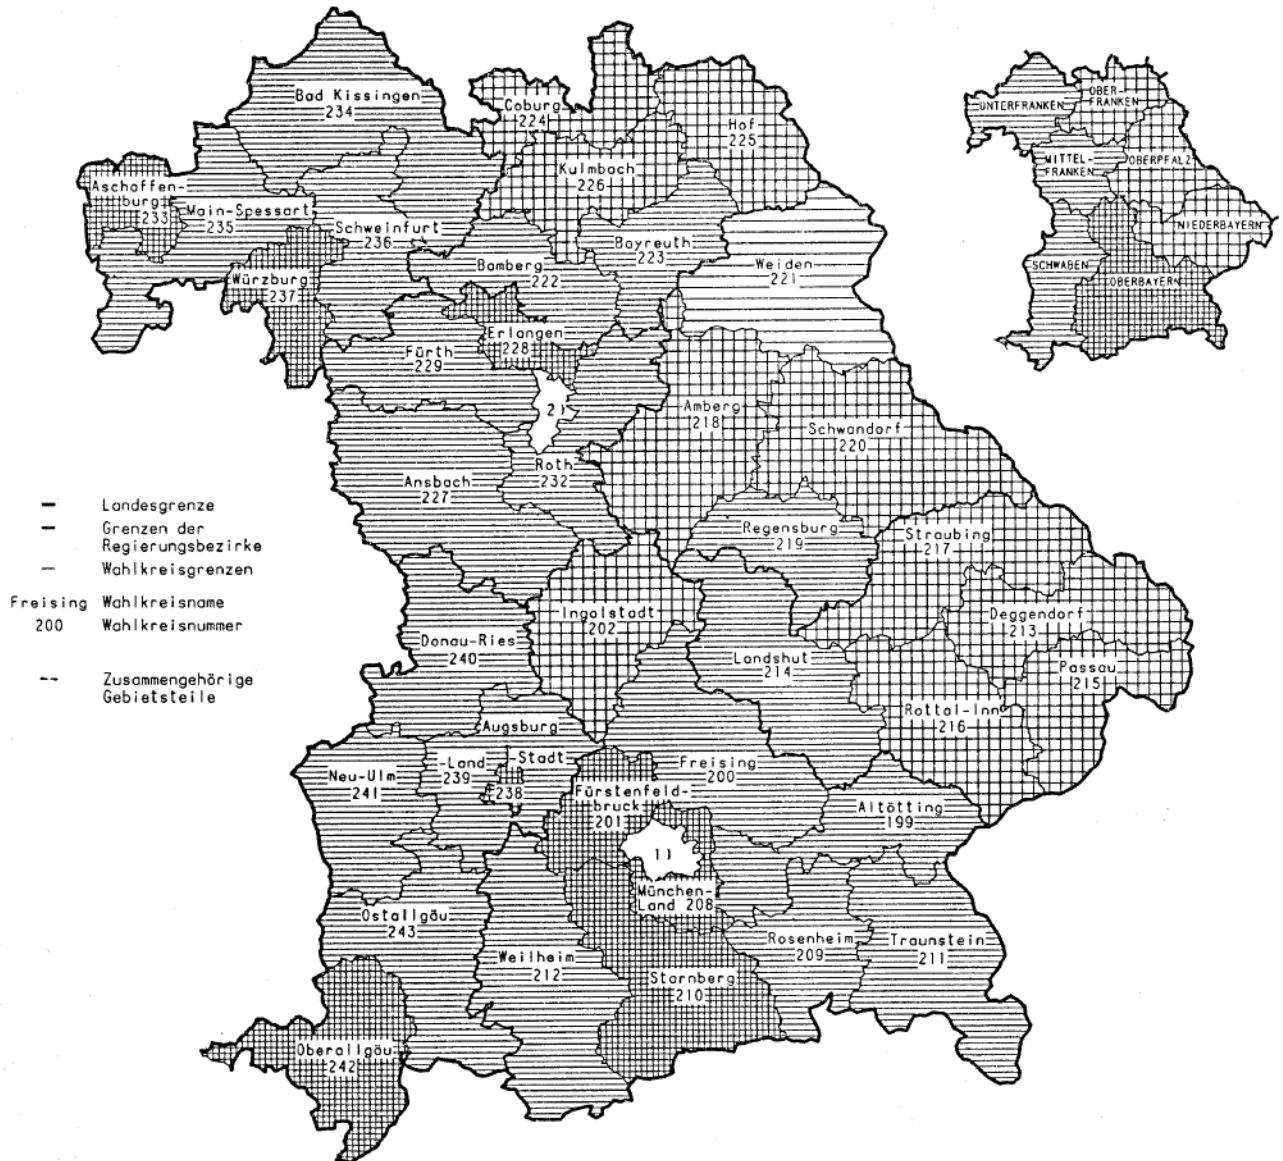 Bad Kissingen
234
Coburg
224
Hof
225
Kulmbach
226
Aschaffen-
burg
233
Main-Spessart
235
Schweinfurt
236
Bayreuth
223
Bamberg
222
Weiden
221
Würzburg
237
Erlangen
228
Fürth
229
2)
Amberg
218
Schwandorf
220
Ansbach
227
Roth
232
Regensburg
219
Straubing
217
Ingolstadt
202
Deggendorf
213
Donau-Ries
240
Landshut
214
Passau
215
Rottal-Inn
216
Augsburg
-Land
239
-Stadt
238
Neu-Ulm
241
Freising
200
Fürstenfeld-
bruck
201
Altötting
199
1)
München-
Land 208
Ostallgäu
243
Weilheim
212
Rosenheim
209
Traunstein
211
Starnberg
210
Oberallgäu
242
UNTERFRANKEN
OBER-
FRANKEN
MITTEL-
FRANKEN
OBERPFALZ
NIEDERBAYERN
SCHWABEN
OBERBAYERN
Landesgrenze
Grenzen der
Regierungsbezirke
Wahlkreisgrenzen
Freising Wahlkreisname
200 Wahlkreisnummer
Zusammengehörige
Gebietsteile